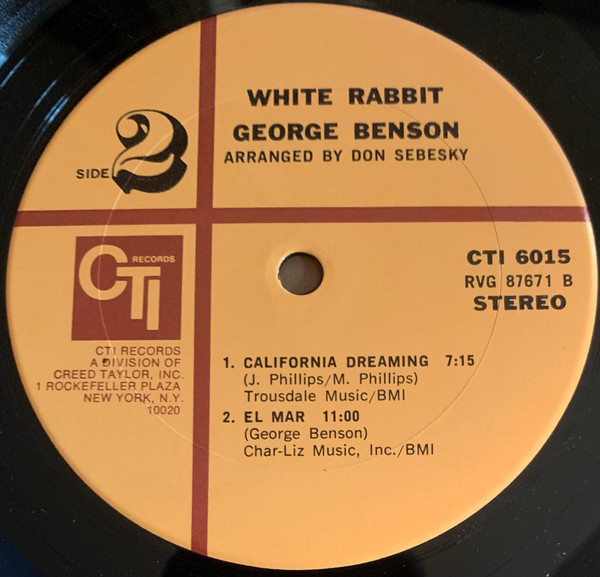 WHITE RABBIT
GEORGE BENSON
ARRANGED BY DON SEBESKY
SIDE 2
CTI RECORDS
CTI RECORDS
A DIVISION OF
CREED TAYLOR, INC.
1 ROCKEFELLER PLAZA
NEW YORK, N.Y.
10020
CTI 6015
RVG 87671 B
STEREO
1. CALIFORNIA DREAMING 7:15
(J. Phillips/M. Phillips)
Trousdale Music/BMI
2. EL MAR 11:00
(George Benson)
Char-Liz Music, Inc./BMI